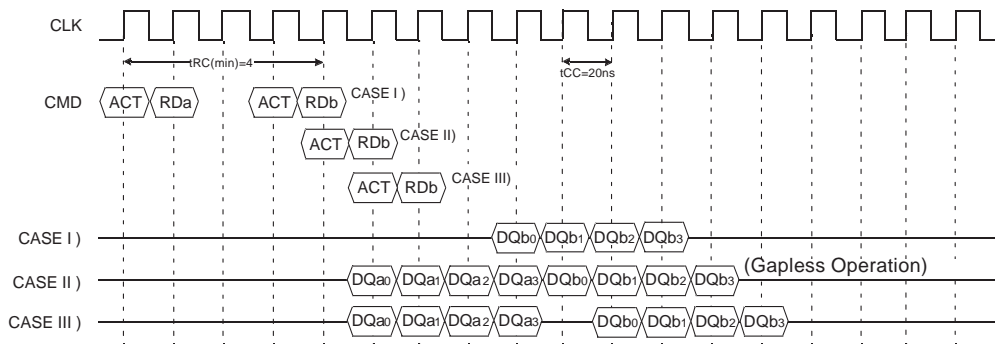 CLK
tRC(min)=4
tCC=20ns
CMD ACT RDa ACT RDb CASE I )
ACT RDb CASE II)
ACT RDb CASE III)
CASE I ) DQb0 DQb1 DQb2 DQb3
CASE II ) DQa0 DQa1 DQa2 DQa3 DQb0 DQb1 DQb2 DQb3 (Gapless Operation)
CASE III ) DQa0 DQa1 DQa2 DQa3 DQb0 DQb1 DQb2 DQb3